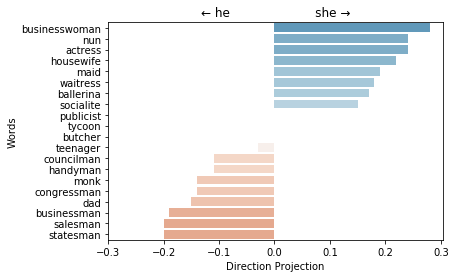 ← he she →
businesswoman
nun
actress
housewife
maid
waitress
ballerina
socialite
publicist
tycoon
butcher
teenager
councilman
handyman
monk
congressman
dad
businessman
salesman
statesman
Words
−0.3 −0.2 −0.1 0.0 0.1 0.2 0.3
Direction Projection